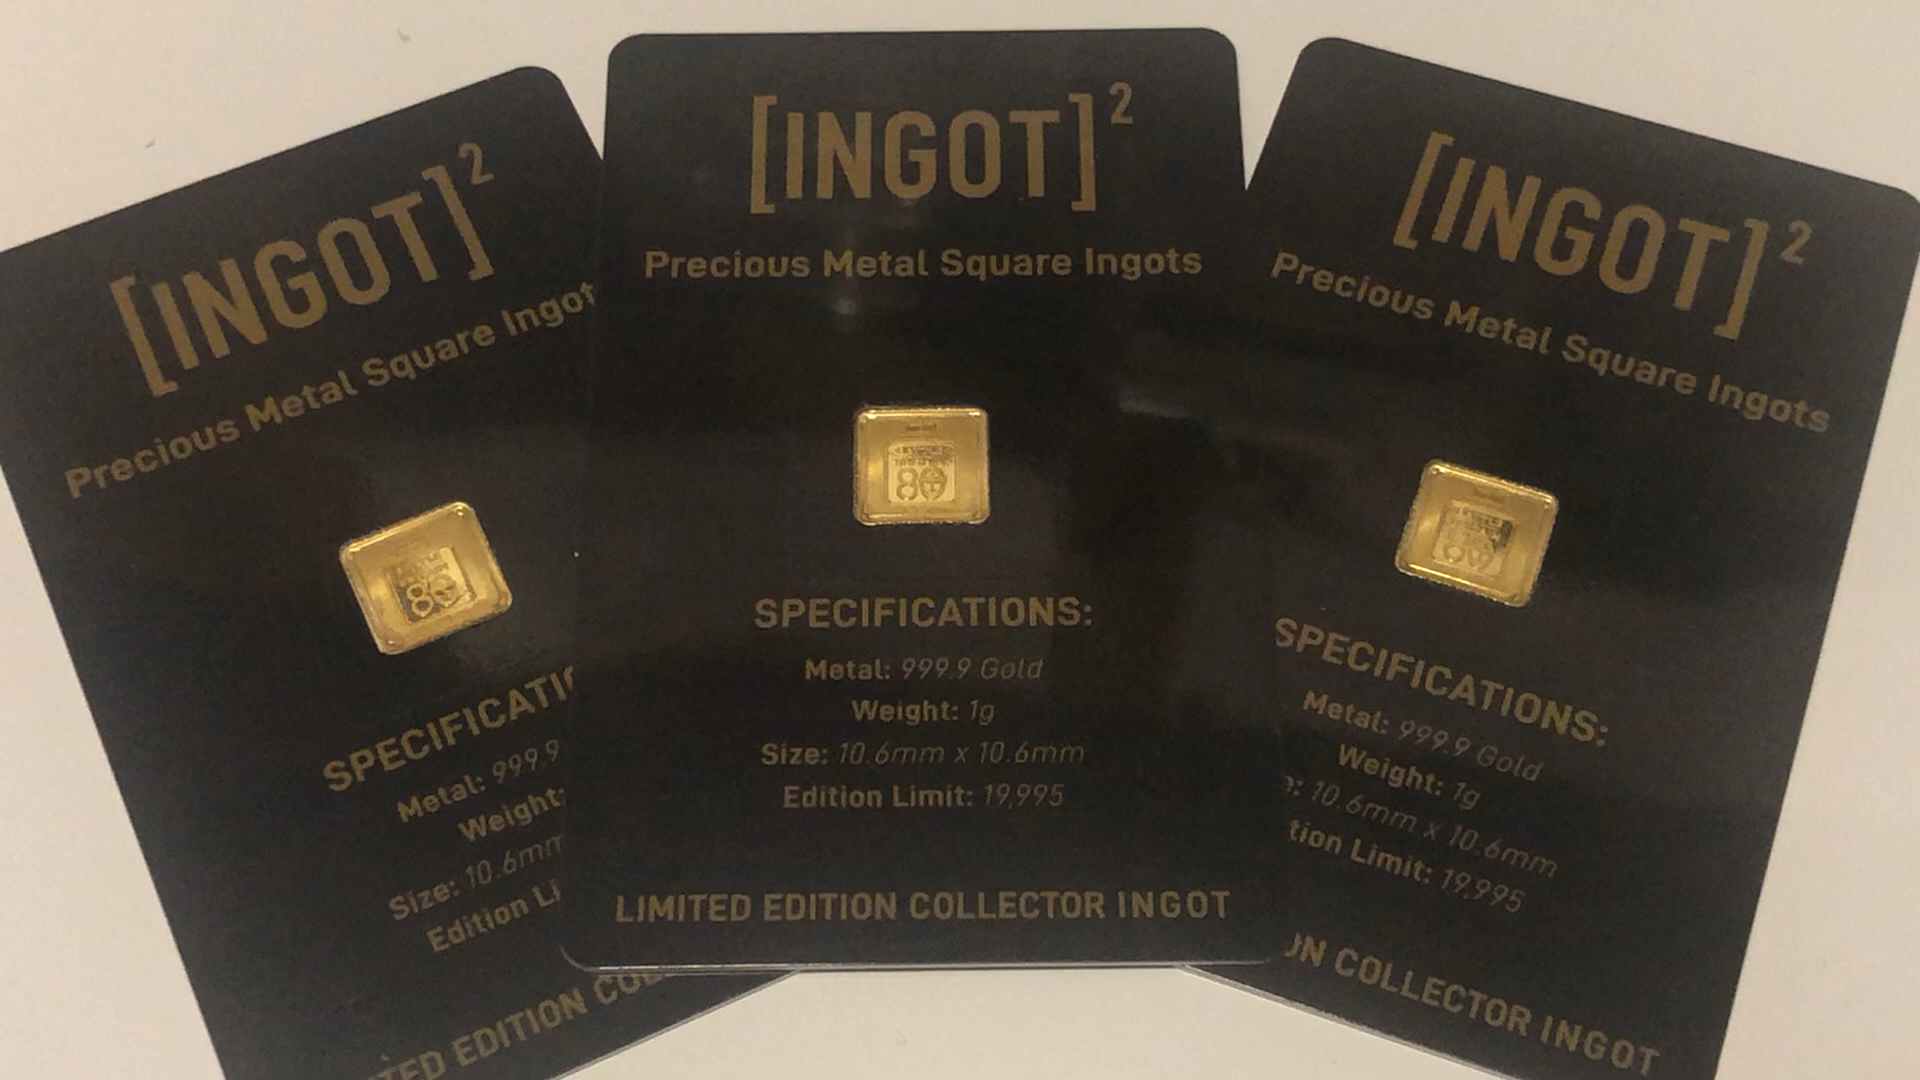 [INGOT]²
Precious Metal Square Ingot
SPECIFICATI
Metal: 999.9
Weight:
Size: 10.6mm
Edition Li
TED EDITION COL
[INGOT]²
Precious Metal Square Ingots
8
SPECIFICATIONS:
Metal: 999.9 Gold
Weight: 1g
Size: 10.6mm x 10.6mm
Edition Limit: 19,995
LIMITED EDITION COLLECTOR INGOT
[INGOT]²
Precious Metal Square Ingots
SPECIFICATIONS:
Metal: 999.9 Gold
Weight: 1g
: 10.6mm x 10.6mm
tion Limit: 19,995
ON COLLECTOR INGOT